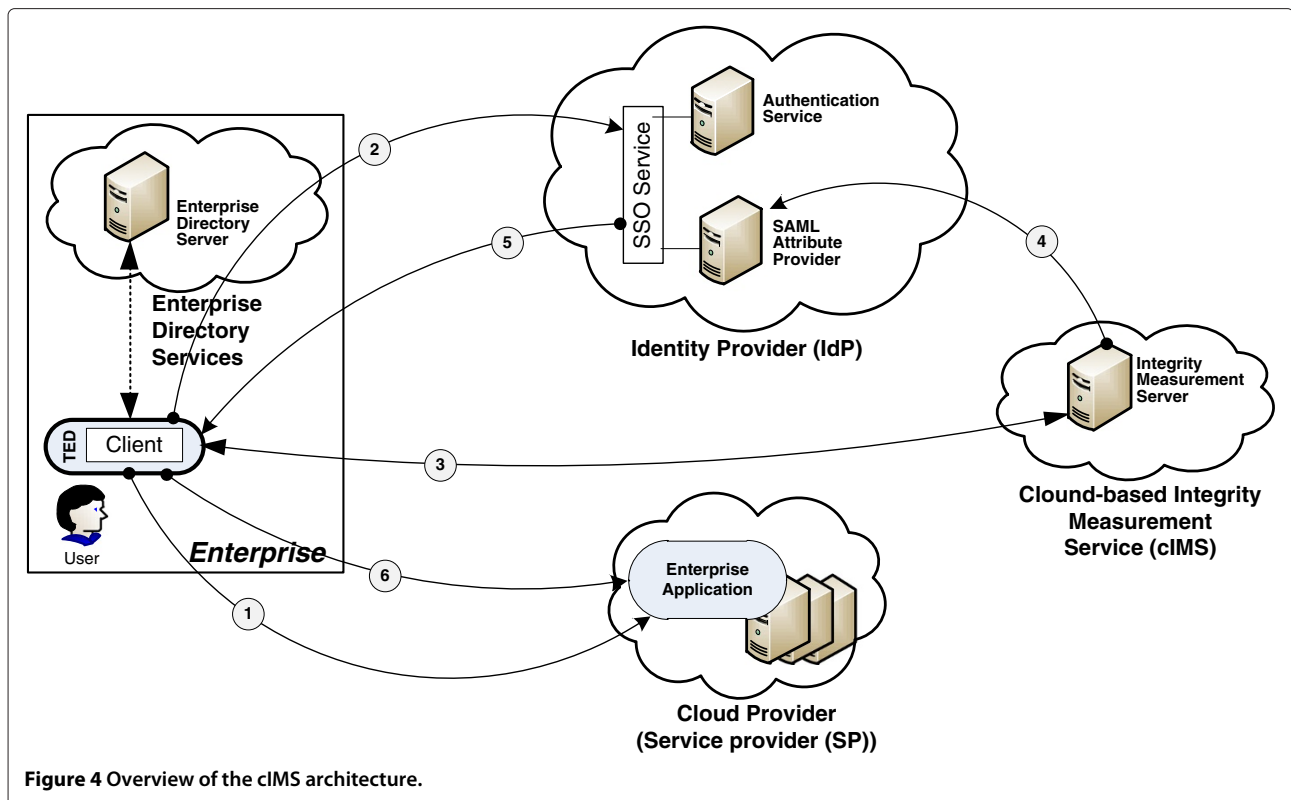 2
Authentication
Service
SSO Service
SAML
Attribute
Provider
4
5
Identity Provider (IdP)
Enterprise
Directory
Server
Enterprise
Directory
Services
TED
Client
User
Enterprise
3
Integrity
Measurement
Server
Clound-based Integrity
Measurement
Service (cIMS)
6
1
Enterprise
Application
Cloud Provider
(Service provider (SP))
Figure 4 Overview of the cIMS architecture.